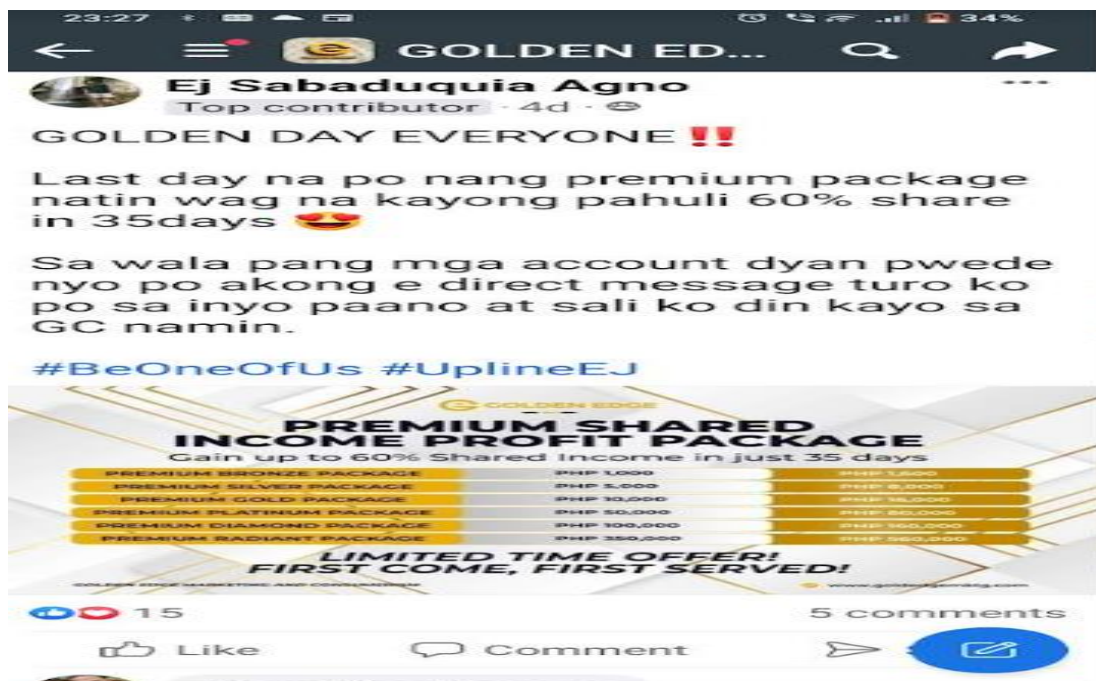 23:27
34%
GOLDEN ED...
Ej Sabaduquia Agno
Top contributor · 4d ·
GOLDEN DAY EVERYONE ‼️
Last day na po nang premium package
natin wag na kayong pahuli 60% share
in 35days 😍
Sa wala pang mga account dyan pwede
nyo po akong e direct message turo ko
po sa inyo paano at sali ko din kayo sa
GC namin.
#BeOneOfUs #UplineEJ
GOLDEN EDGE
PREMIUM SHARED
INCOME PROFIT PACKAGE
Gain up to 60% Shared Income in just 35 days
PREMIUM BRONZE PACKAGE PHP 1,000 PHP 1,600
PREMIUM SILVER PACKAGE PHP 5,000 PHP 8,000
PREMIUM GOLD PACKAGE PHP 10,000 PHP 16,000
PREMIUM PLATINUM PACKAGE PHP 50,000 PHP 80,000
PREMIUM DIAMOND PACKAGE PHP 100,000 PHP 160,000
PREMIUM RADIANT PACKAGE PHP 350,000 PHP 560,000
LIMITED TIME OFFER!
FIRST COME, FIRST SERVED!
GOLDEN EDGE MARKETING AND
15
5 comments
Like
Comment